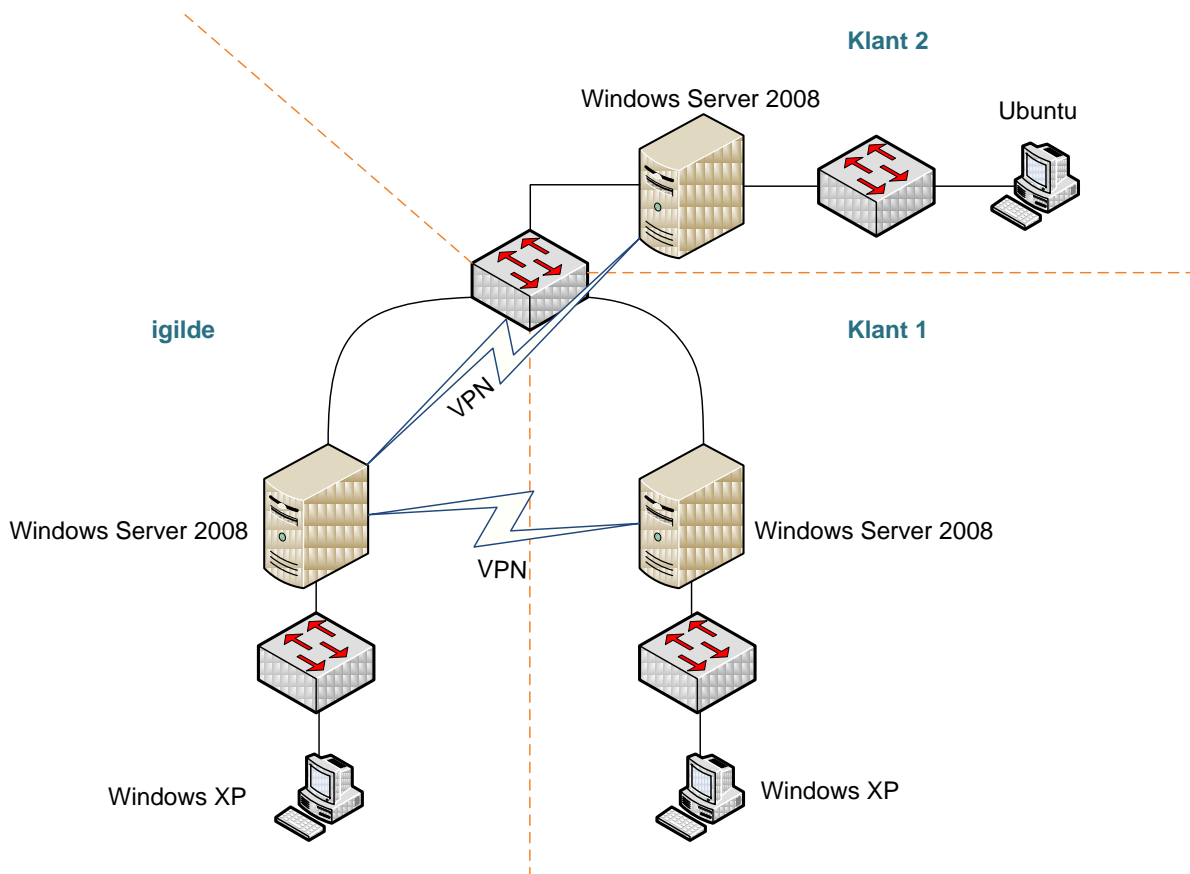 Klant 2
Windows Server 2008
Ubuntu
igilde
Klant 1
VPN
Windows Server 2008
Windows Server 2008
VPN
Windows XP
Windows XP